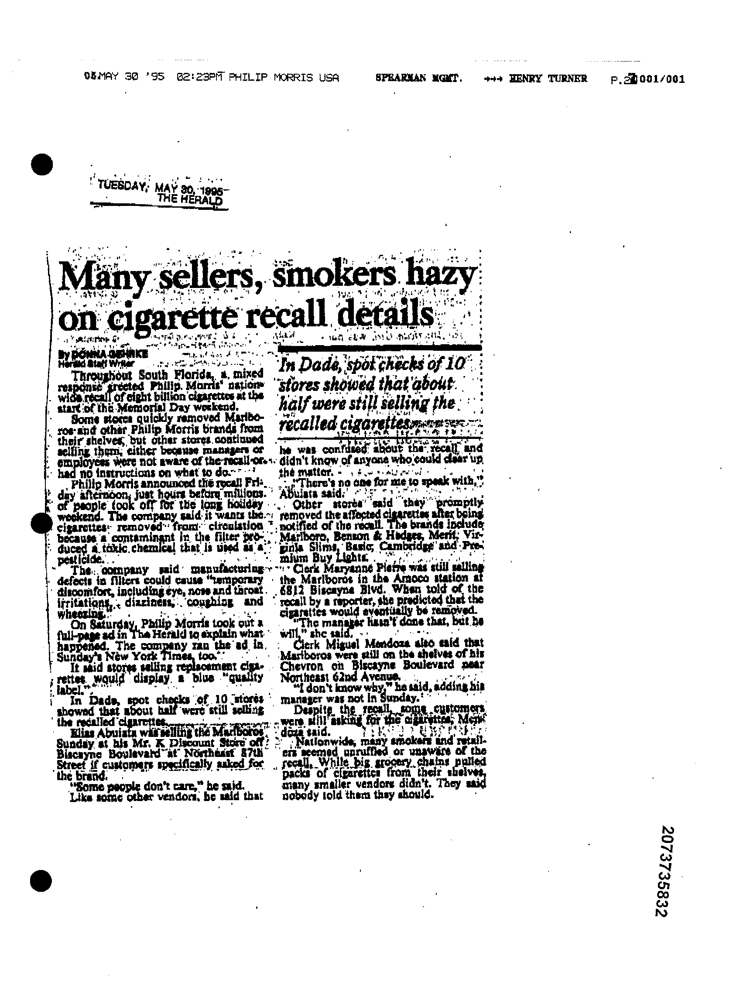 MAY 30 '95 02:23PM PHILIP MORRIS USA SPEARMAN MGMT. →→→ HENRY TURNER P. 001/001
TUESDAY, MAY 30, 1995
THE HERALD
Many sellers, smokers hazy
on cigarette recall details
By DONNA GEHRKE
Herald Staff Writer
Throughout South Florida, a mixed
response greeted Philip Morris' nation-
wide recall of eight billion cigarettes at the
start of the Memorial Day weekend.
Some stores quickly removed Marlbo-
ros and other Philip Morris brands from
their shelves, but other stores continued
selling them, either because managers or
employees were not aware of the recall or
had no instructions on what to do.
Philip Morris announced the recall Fri-
day afternoon, just hours before millions
of people took off for the long holiday
weekend. The company said it wants the
cigarettes removed from circulation
because a contaminant in the filter pro-
duced a toxic chemical that is used as a
pesticide.
The company said manufacturing
defects in filters could cause "temporary
discomfort, including eye, nose and throat
irritations, dizziness, coughing and
wheezing."
On Saturday, Philip Morris took out a
full-page ad in The Herald to explain what
happened. The company ran the ad in
Sunday's New York Times, too.
It said stores selling replacement ciga-
rettes would display a blue "quality
label."
In Dade, spot checks of 10 stores
showed that about half were still selling
the recalled cigarettes.
Elias Abuiata was selling the Marlboros
Sunday at his Mr. K Discount Store off
Biscayne Boulevard at Northeast 87th
Street if customers specifically asked for
the brand.
"Some people don't care," he said.
Like some other vendors, he said that
In Dade, spot checks of 10
stores showed that about
half were still selling the
recalled cigarettes.
he was confused about the recall and
didn't know of anyone who could clear up
the matter.
"There's no one for me to speak with,"
Abuiata said.
Other stores said they promptly
removed the affected cigarettes after being
notified of the recall. The brands include
Marlboro, Benson & Hedges, Merit, Vir-
ginia Slims, Basic, Cambridge and Pre-
mium Buy Lights.
Clerk Maryanne Pierre was still selling
the Marlboros in the Amoco station at
6812 Biscayne Blvd. When told of the
recall by a reporter, she predicted that the
cigarettes would eventually be removed.
"The manager hasn't done that, but he
will," she said.
Clerk Miguel Mendoza also said that
Marlboros were still on the shelves of his
Chevron on Biscayne Boulevard near
Northeast 62nd Avenue.
"I don't know why," he said, adding his
manager was not in Sunday.
Despite the recall, some customers
were still asking for the cigarettes, Men-
doza said.
Nationwide, many smokers and retail-
ers seemed unruffled or unaware of the
recall. While big grocery chains pulled
packs of cigarettes from their shelves,
many smaller vendors didn't. They said
nobody told them they should.
2073735832